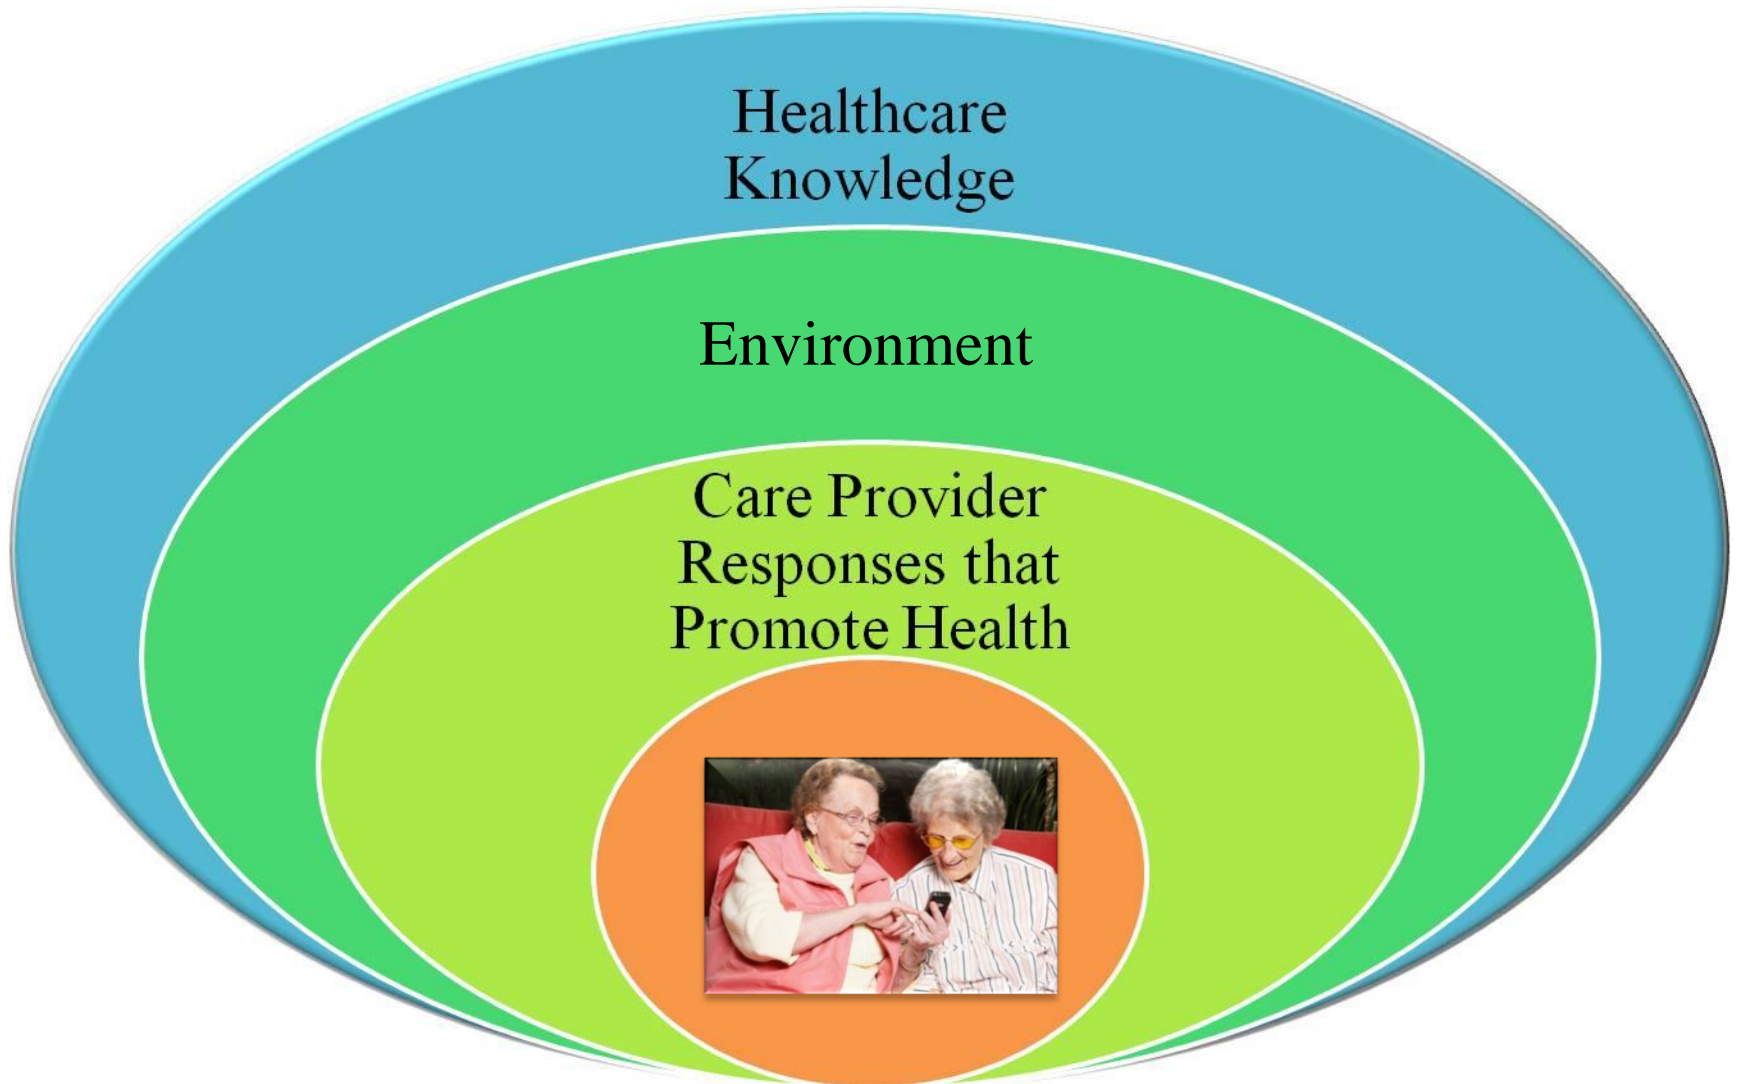 Healthcare
Knowledge
Environment
Care Provider
Responses that
Promote Health